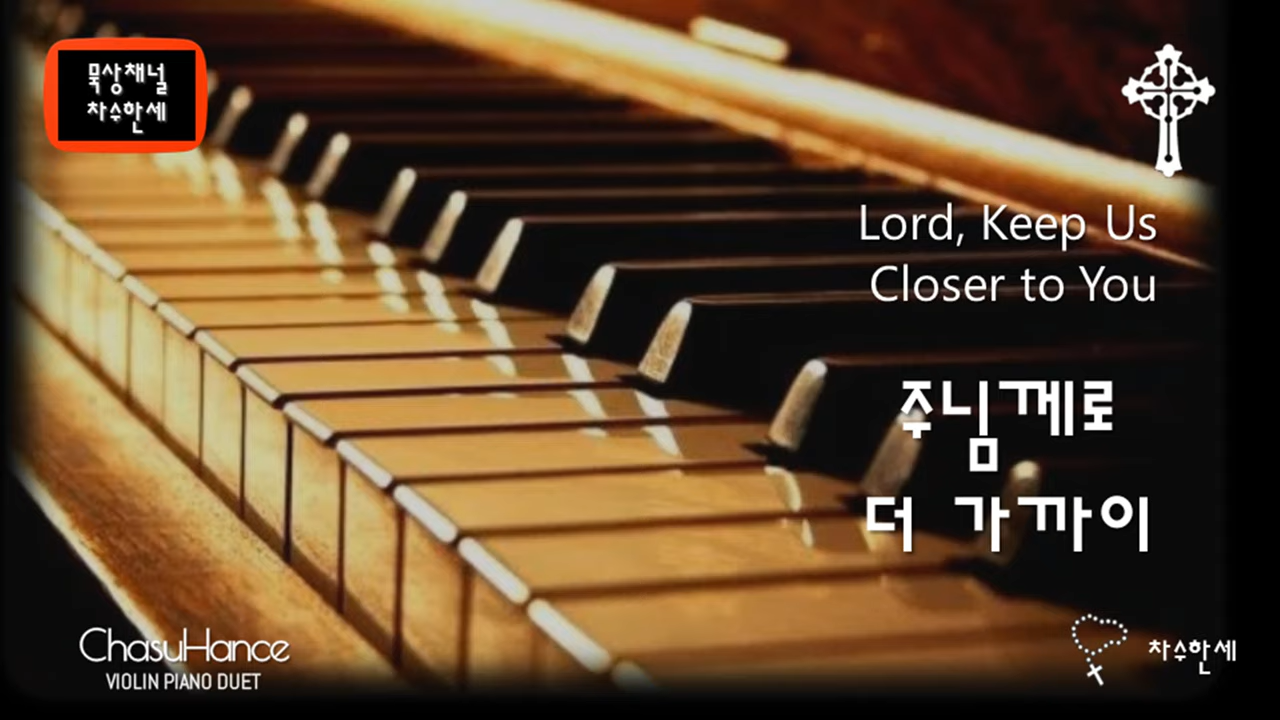 묵상채널
차수한세
Lord, Keep Us
Closer to You
주님께로
더 가까이
ChasuHance
VIOLIN PIANO DUET
차수한세